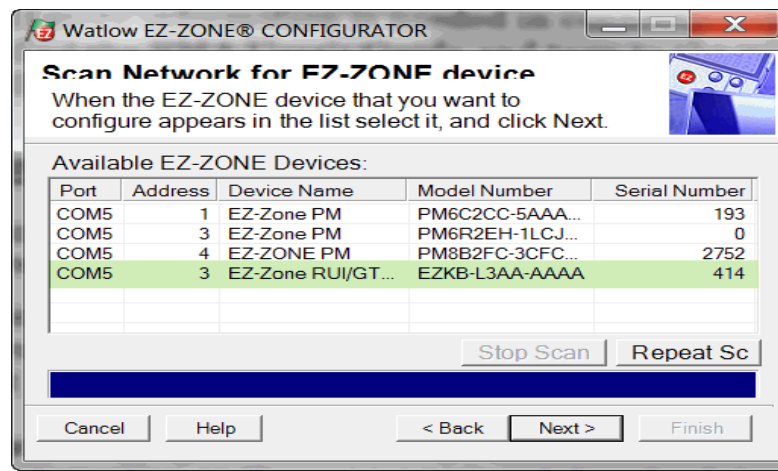 Watlow EZ-ZONE® CONFIGURATOR
Scan Network for EZ-ZONE device
When the EZ-ZONE device that you want to
configure appears in the list select it, and click Next.
Available EZ-ZONE Devices:
Port Address Device Name Model Number Serial Number
COM5 1 EZ-Zone PM PM6C2CC-5AAA... 193
COM5 3 EZ-Zone PM PM6R2EH-1LCJ... 0
COM5 4 EZ-ZONE PM PM8B2FC-3CFC... 2752
COM5 3 EZ-Zone RUI/GT... EZKB-L3AA-AAAA 414
Stop Scan Repeat Sc
Cancel Help < Back Next > Finish